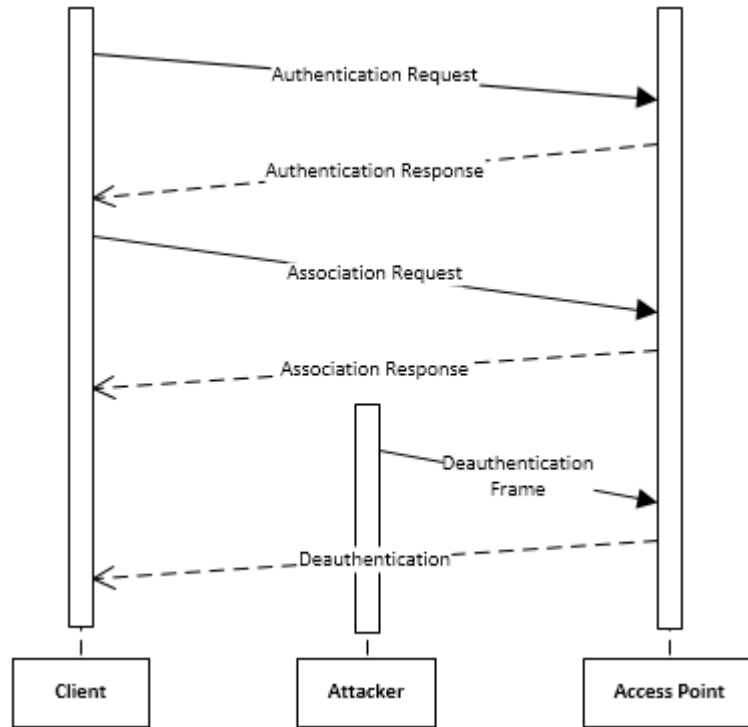 Authentication Request
Authentication Response
Association Request
Association Response
Deauthentication
Frame
Deauthentication
Client
Attacker
Access Point